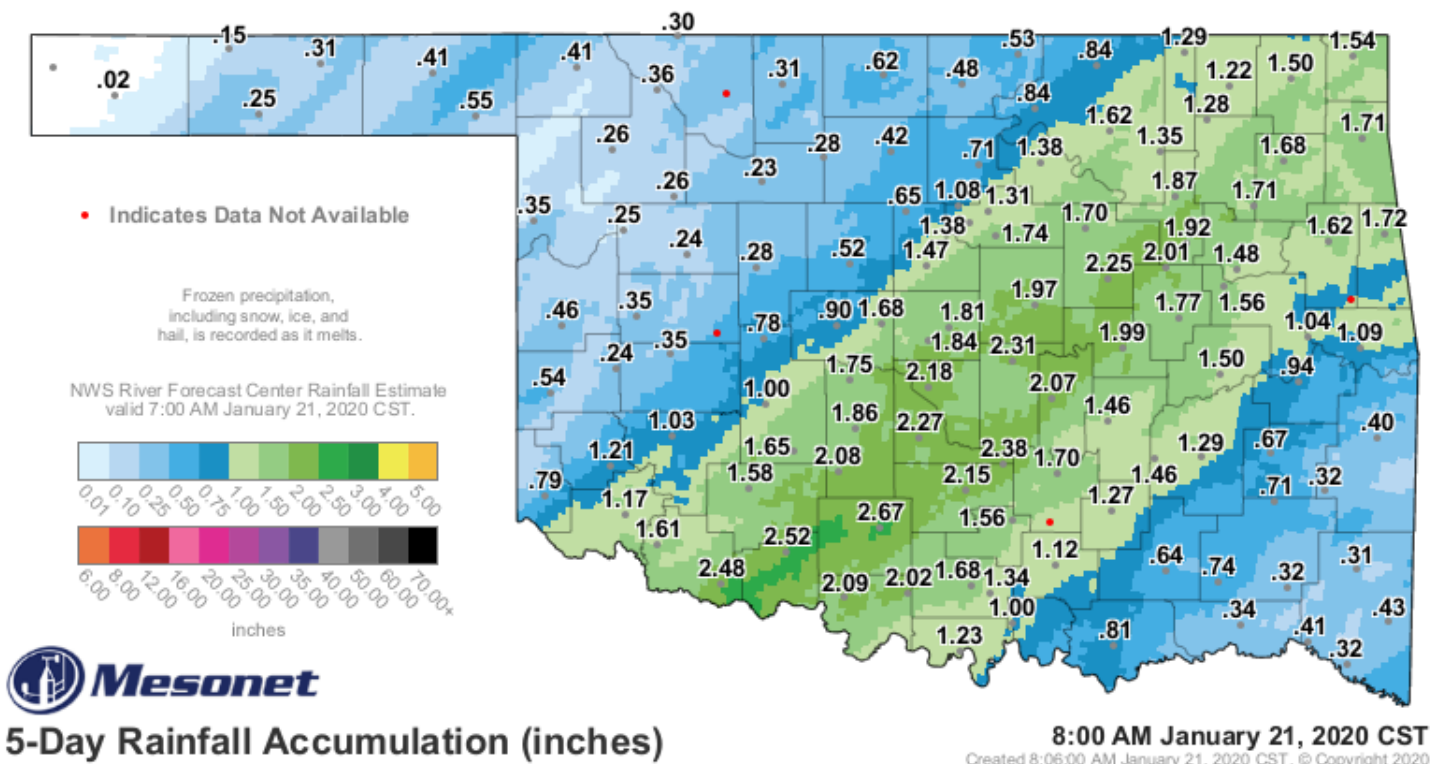 .30
.15 .31 .41 .41 .36 .31 .62 .48 .53 .84 1.29 1.22 1.50 1.54
.02 .25 .55 .84 1.28
.26 .28 .42 .71 1.38 1.62 1.35 1.68 1.71
.26 .23 .65 1.08 1.31 1.87 1.71
.35 .25 1.38 1.74 1.70 1.92 1.62 1.72
Indicates Data Not Available
.24 .28 .52 1.47 2.25 2.01 1.48
Frozen precipitation,
including snow, ice, and
hail, is recorded as it melts.
.46 .35 .78 .90 1.68 1.81 1.97 1.77 1.56 1.04 1.09
.24 .35 1.84 2.31 1.99
.54 1.00 1.75 2.18 2.07 1.50 .94
NWS River Forecast Center Rainfall Estimate
valid 7:00 AM January 21, 2020 CST.
1.03 1.86 2.27 1.46 .40
1.21 1.65 2.08 2.38 1.70 1.29 .67
.79 1.58 2.15 1.46 .71 .32
1.17 1.27
0.01 0.10 0.25 0.50 0.75 1.00 1.50 2.00 2.50 3.00 4.00 5.00
1.61 2.52 2.67 1.56 1.12 .64 .74 .32 .31
2.48 2.09 2.02 1.68 1.34
6.00 8.00 12.00 16.00 20.00 25.00 30.00 35.00 40.00 50.00 60.00 70.00+
1.00 .34 .43
inches
1.23 .81 .41 .32
Mesonet
5-Day Rainfall Accumulation (inches)
8:00 AM January 21, 2020 CST
Created 8:06:00 AM January 21, 2020 CST. © Copyright 2020